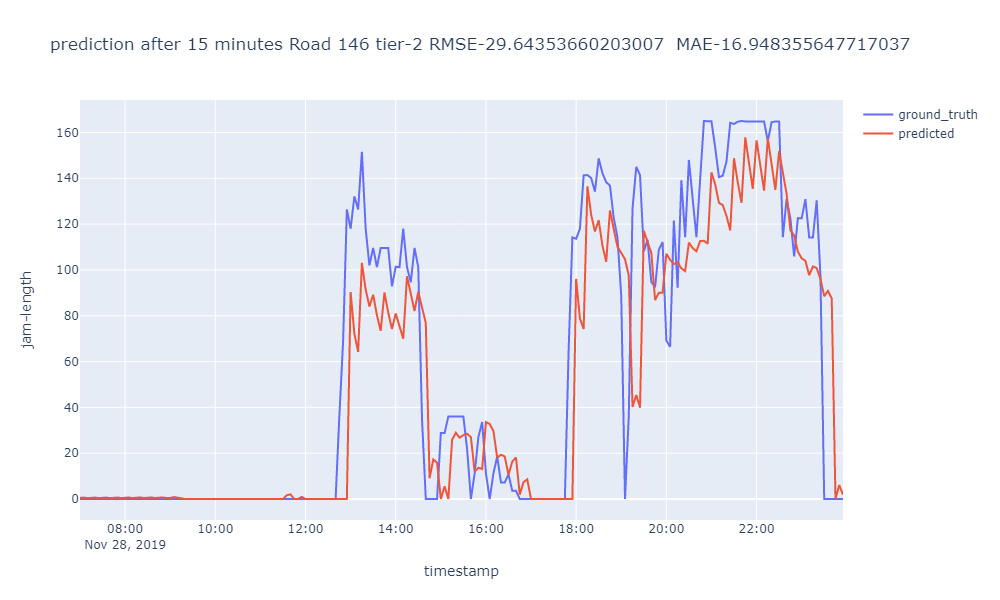 prediction after 15 minutes Road 146 tier-2 RMSE-29.64353660203007  MAE-16.948355647717037
ground_truth
predicted
160
140
120
100
80
60
40
20
0
jam-length
08:00 10:00 12:00 14:00 16:00 18:00 20:00 22:00
Nov 28, 2019
timestamp